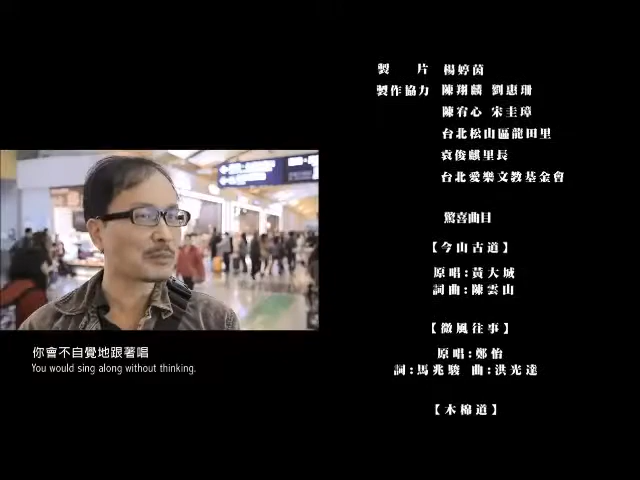 製 片 楊婷茵
製作協力 陳翔麟 劉惠珊
陳宥心 宋圭璋
台北松山區龍田里
袁俊麒里長
台北愛樂文教基金會
驚喜曲目
【今山古道】
原唱:黃大城
詞曲:陳雲山
【微風往事】
原唱:鄭怡
詞:馬兆駿 曲:洪光達
【木棉道】
你會不自覺地跟著唱
You would sing along without thinking.